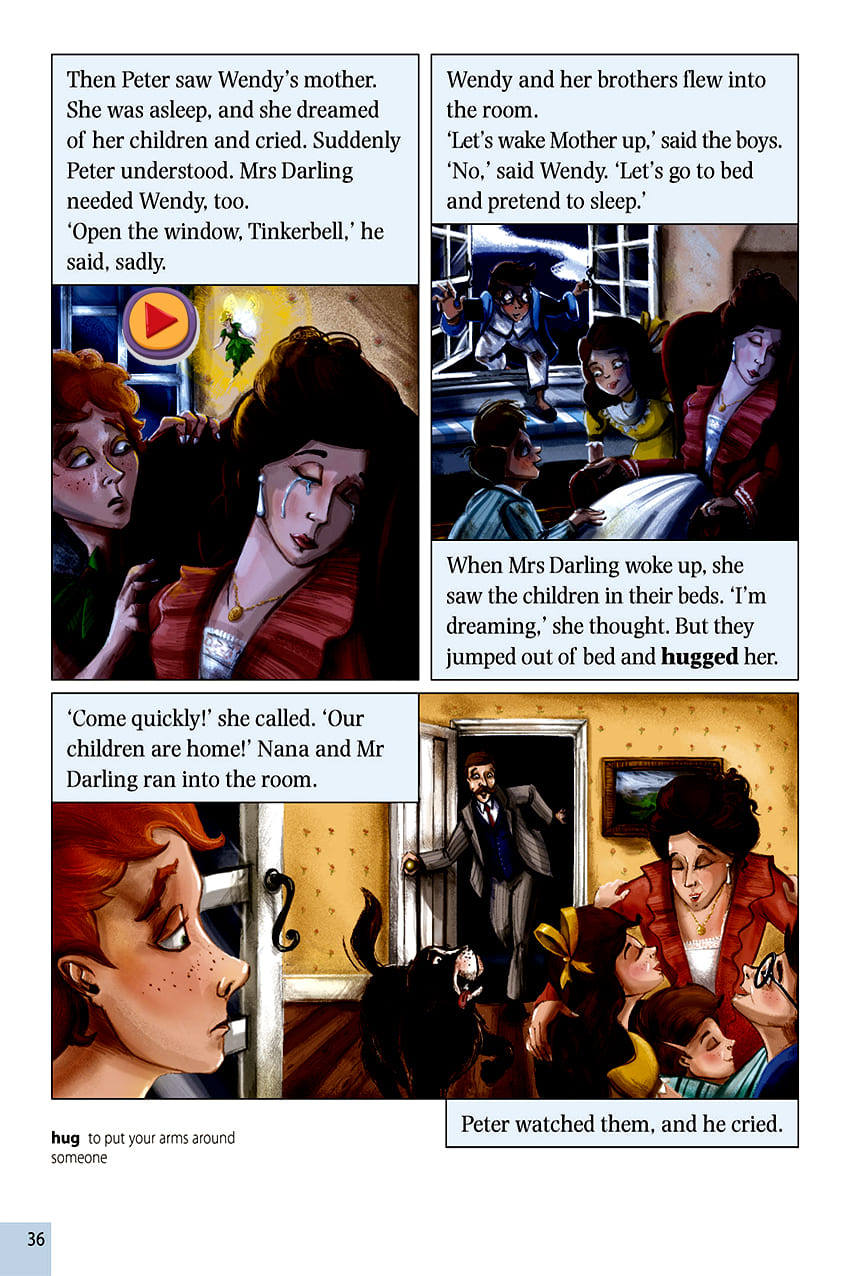 Then Peter saw Wendy’s mother.
She was asleep, and she dreamed
of her children and cried. Suddenly
Peter understood. Mrs Darling
needed Wendy, too.
‘Open the window, Tinkerbell,’ he
said, sadly.
Wendy and her brothers flew into
the room.
‘Let’s wake Mother up,’ said the boys.
‘No,’ said Wendy. ‘Let’s go to bed
and pretend to sleep.’
When Mrs Darling woke up, she
saw the children in their beds. ‘I’m
dreaming,’ she thought. But they
jumped out of bed and hugged her.
‘Come quickly!’ she called. ‘Our
children are home!’ Nana and Mr
Darling ran into the room.
Peter watched them, and he cried.
hug to put your arms around
someone
36